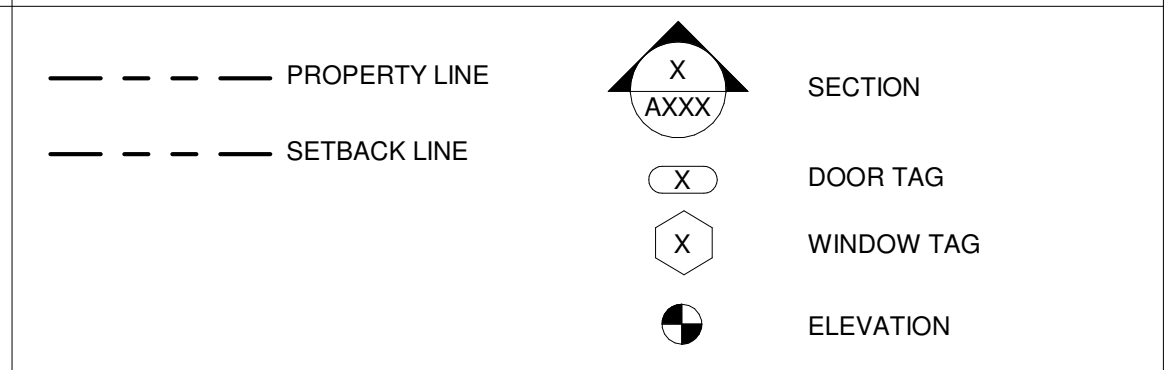 PROPERTY LINE
SETBACK LINE
X
AXXX
SECTION
X
DOOR TAG
X
WINDOW TAG
ELEVATION